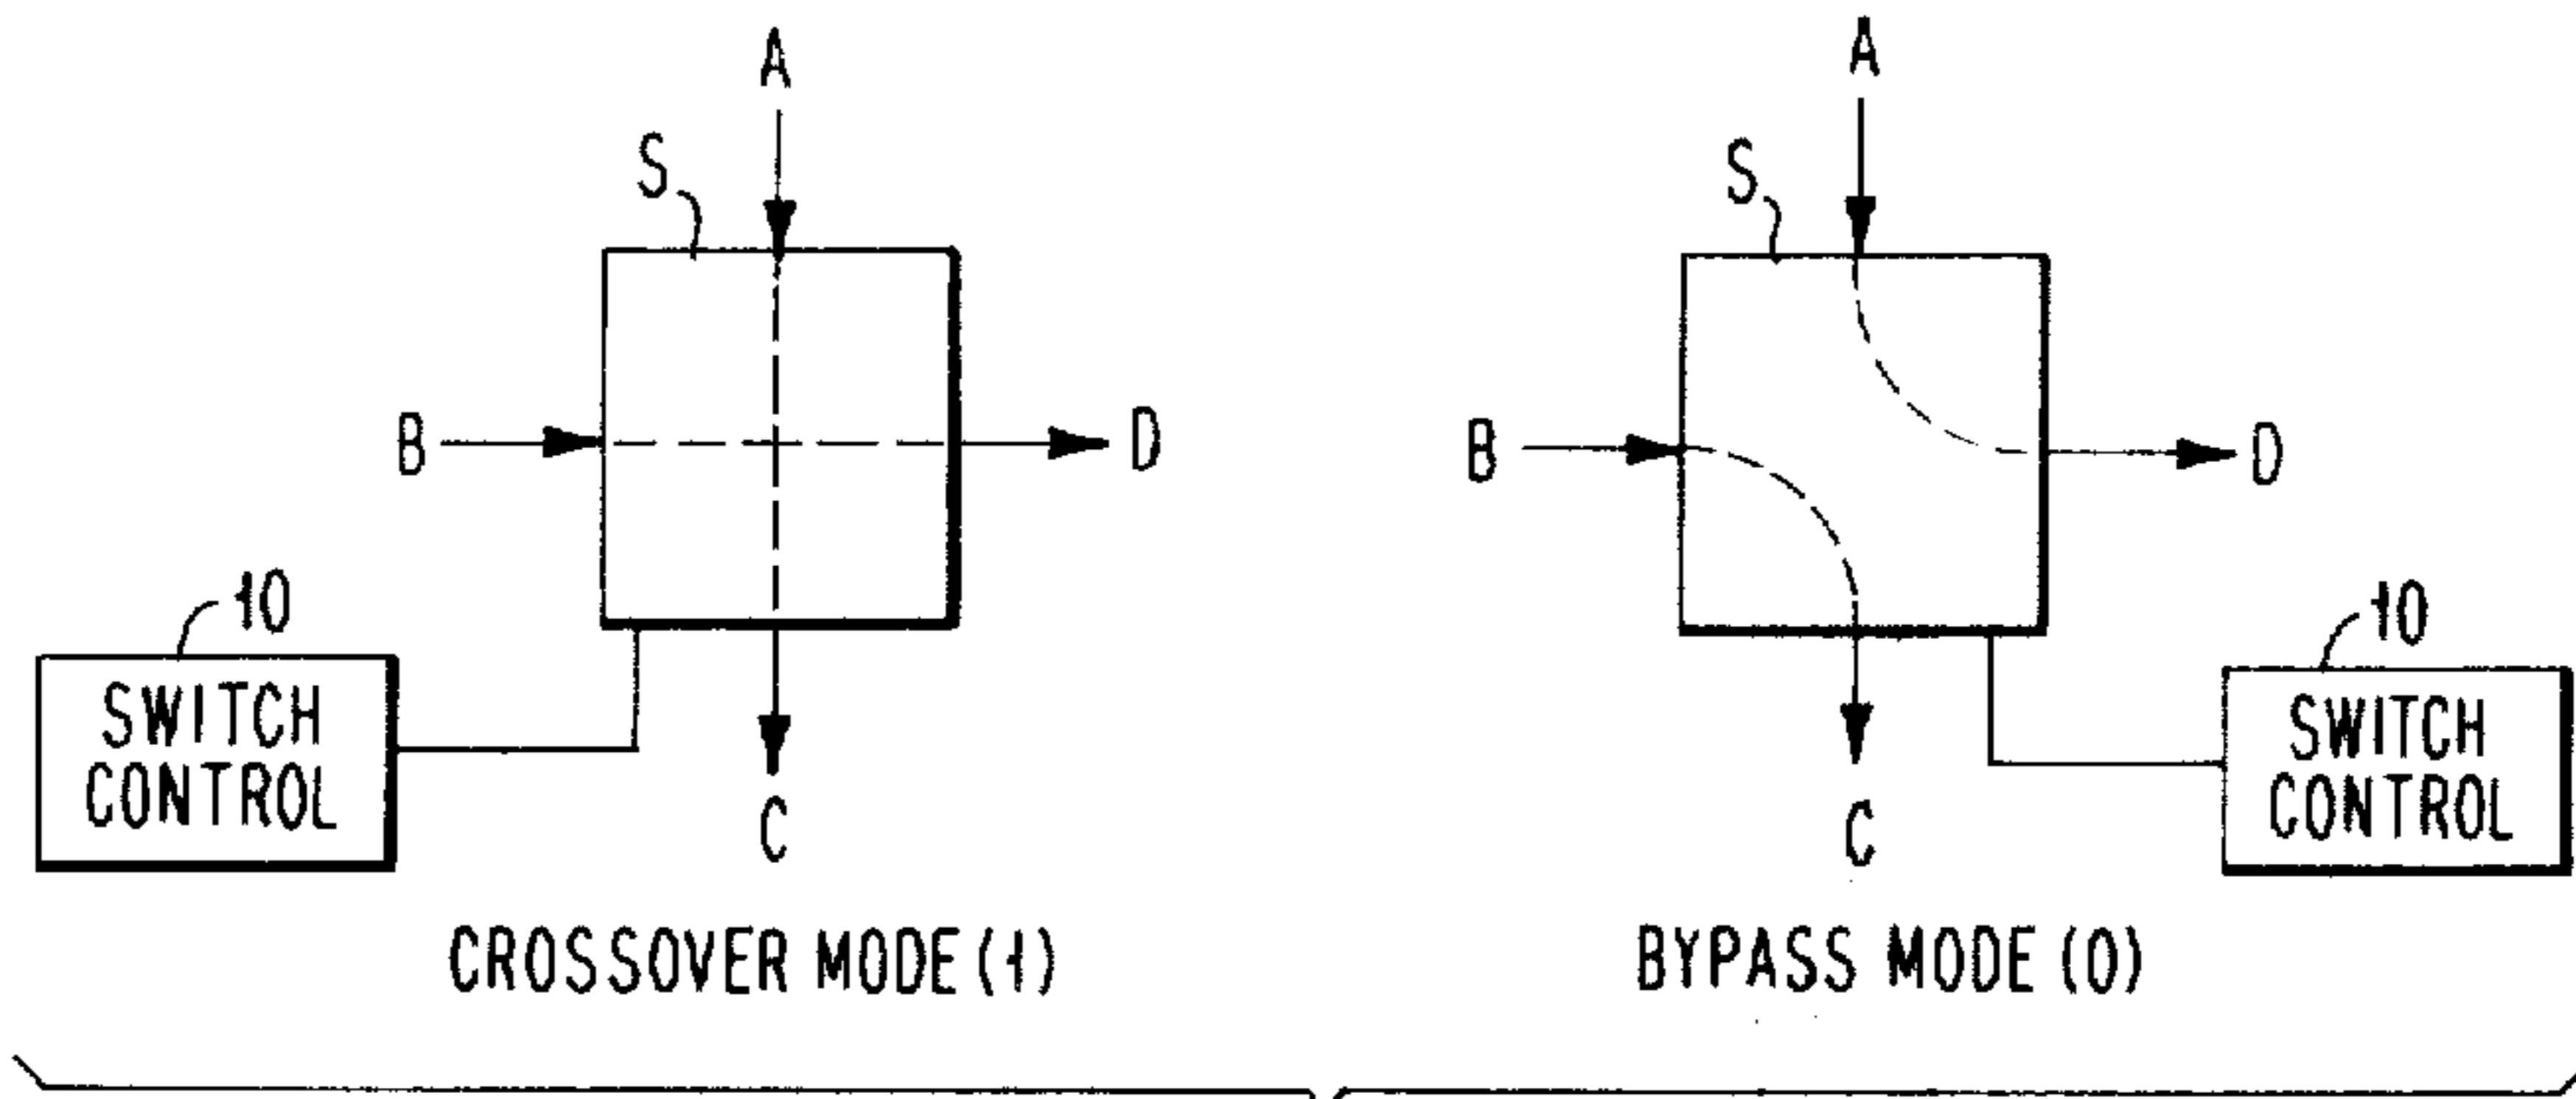 A
S
B
D
10
SWITCH
CONTROL
C
CROSSOVER MODE (1)
A
S
B
D
10
SWITCH
CONTROL
C
BYPASS MODE (0)